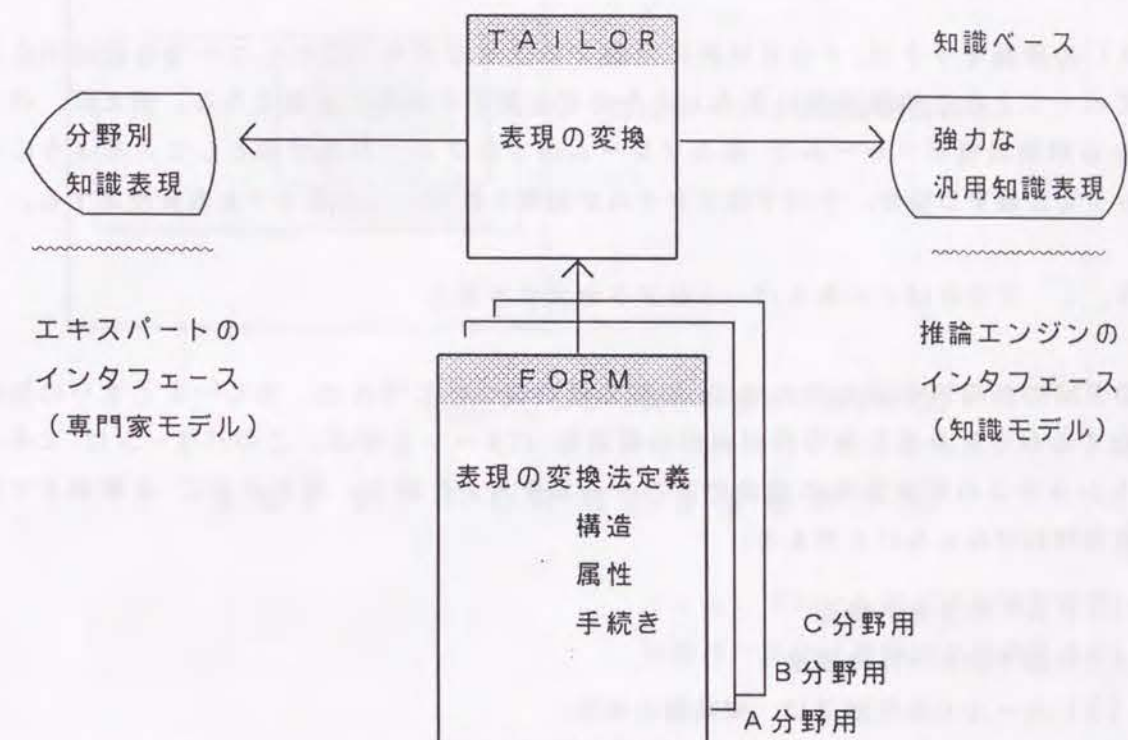 TAILOR
表現の変換
分野別
知識表現
エキスパートの
インタフェース
(専門家モデル)
知識ベース
強力な
汎用知識表現
推論エンジンの
インタフェース
(知識モデル)
FORM
表現の変換法定義
構造
属性
手続き
C分野用
B分野用
A分野用